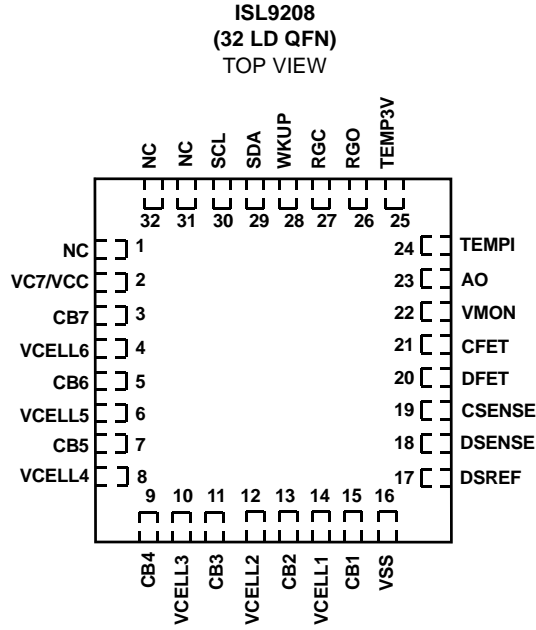 ISL9208
(32 LD QFN)
TOP VIEW
NC
NC
SCL
SDA
WKUP
RGC
RGO
TEMP3V
32
31
30
29
28
27
26
25
NC
1
VC7/VCC
2
CB7
3
VCELL6
4
CB6
5
VCELL5
6
CB5
7
VCELL4
8
24
TEMPI
23
AO
22
VMON
21
CFET
20
DFET
19
CSENSE
18
DSENSE
17
DSREF
9
10
11
12
13
14
15
16
CB4
VCELL3
CB3
VCELL2
CB2
VCELL1
CB1
VSS